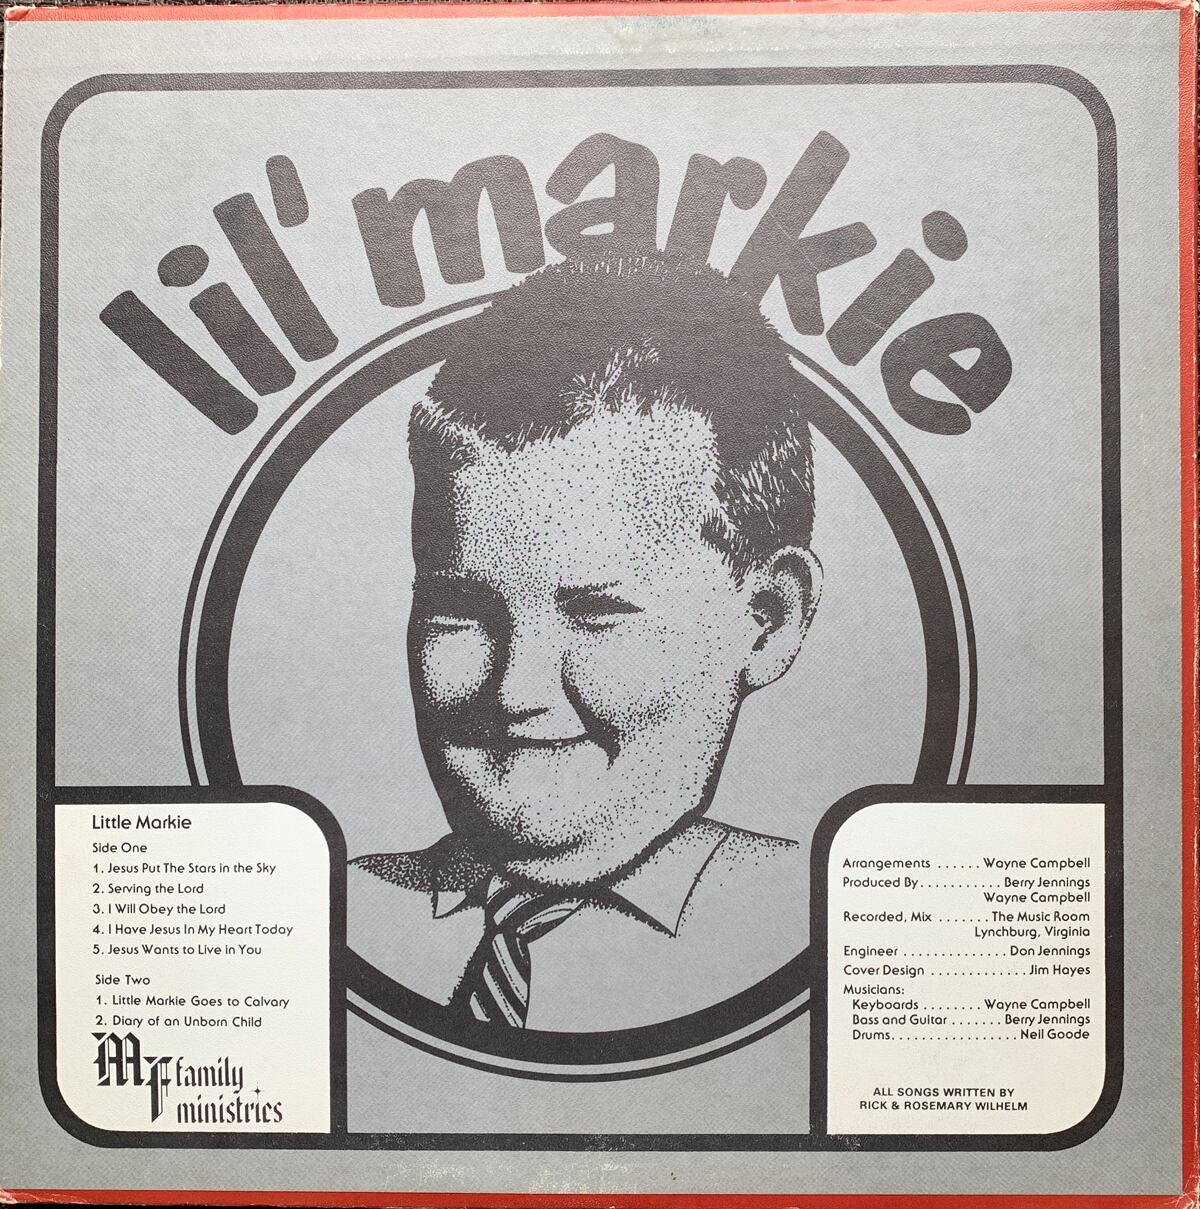 lil' markie
Little Markie
Side One
1. Jesus Put The Stars in the Sky
2. Serving the Lord
3. I Will Obey the Lord
4. I Have Jesus In My Heart Today
5. Jesus Wants to Live in You
Side Two
1. Little Markie Goes to Calvary
2. Diary of an Unborn Child
MF family
ministries
Arrangements ...... Wayne Campbell
Produced By........... Berry Jennings
Wayne Campbell
Recorded, Mix ....... The Music Room
Lynchburg, Virginia
Engineer .............. Don Jennings
Cover Design ............ Jim Hayes
Musicians:
Keyboards ........ Wayne Campbell
Bass and Guitar ....... Berry Jennings
Drums................. Neil Goode
ALL SONGS WRITTEN BY
RICK & ROSEMARY WILHELM